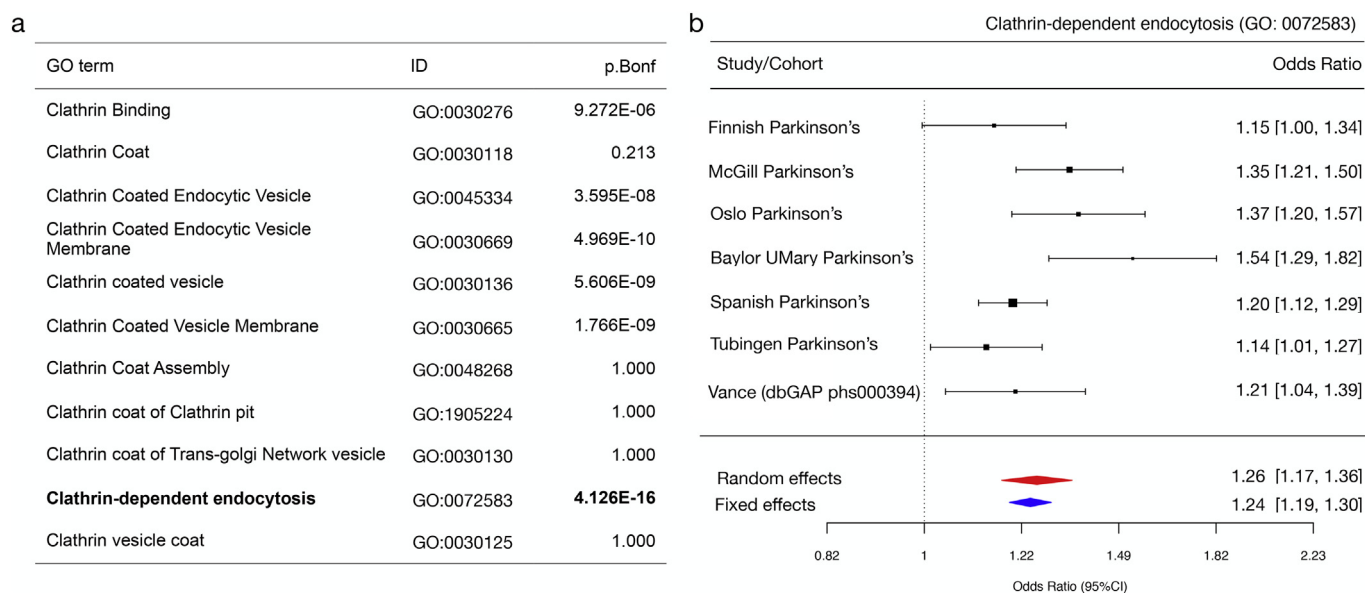 a
GO term ID p.Bonf
Clathrin Binding GO:0030276 9.272E-06
Clathrin Coat GO:0030118 0.213
Clathrin Coated Endocytic Vesicle GO:0045334 3.595E-08
Clathrin Coated Endocytic Vesicle
Membrane GO:0030669 4.969E-10
Clathrin coated vesicle GO:0030136 5.606E-09
Clathrin Coated Vesicle Membrane GO:0030665 1.766E-09
Clathrin Coat Assembly GO:0048268 1.000
Clathrin coat of Clathrin pit GO:1905224 1.000
Clathrin coat of Trans-golgi Network vesicle GO:0030130 1.000
Clathrin-dependent endocytosis GO:0072583 4.126E-16
Clathrin vesicle coat GO:0030125 1.000
b
Clathrin-dependent endocytosis (GO: 0072583)
Study/Cohort Odds Ratio
Finnish Parkinson's 1.15 [1.00, 1.34]
McGill Parkinson's 1.35 [1.21, 1.50]
Oslo Parkinson's 1.37 [1.20, 1.57]
Baylor UMary Parkinson's 1.54 [1.29, 1.82]
Spanish Parkinson's 1.20 [1.12, 1.29]
Tubingen Parkinson's 1.14 [1.01, 1.27]
Vance (dbGAP phs000394) 1.21 [1.04, 1.39]
Random effects 1.26 [1.17, 1.36]
Fixed effects 1.24 [1.19, 1.30]
0.82 1 1.22 1.49 1.82 2.23
Odds Ratio (95%CI)